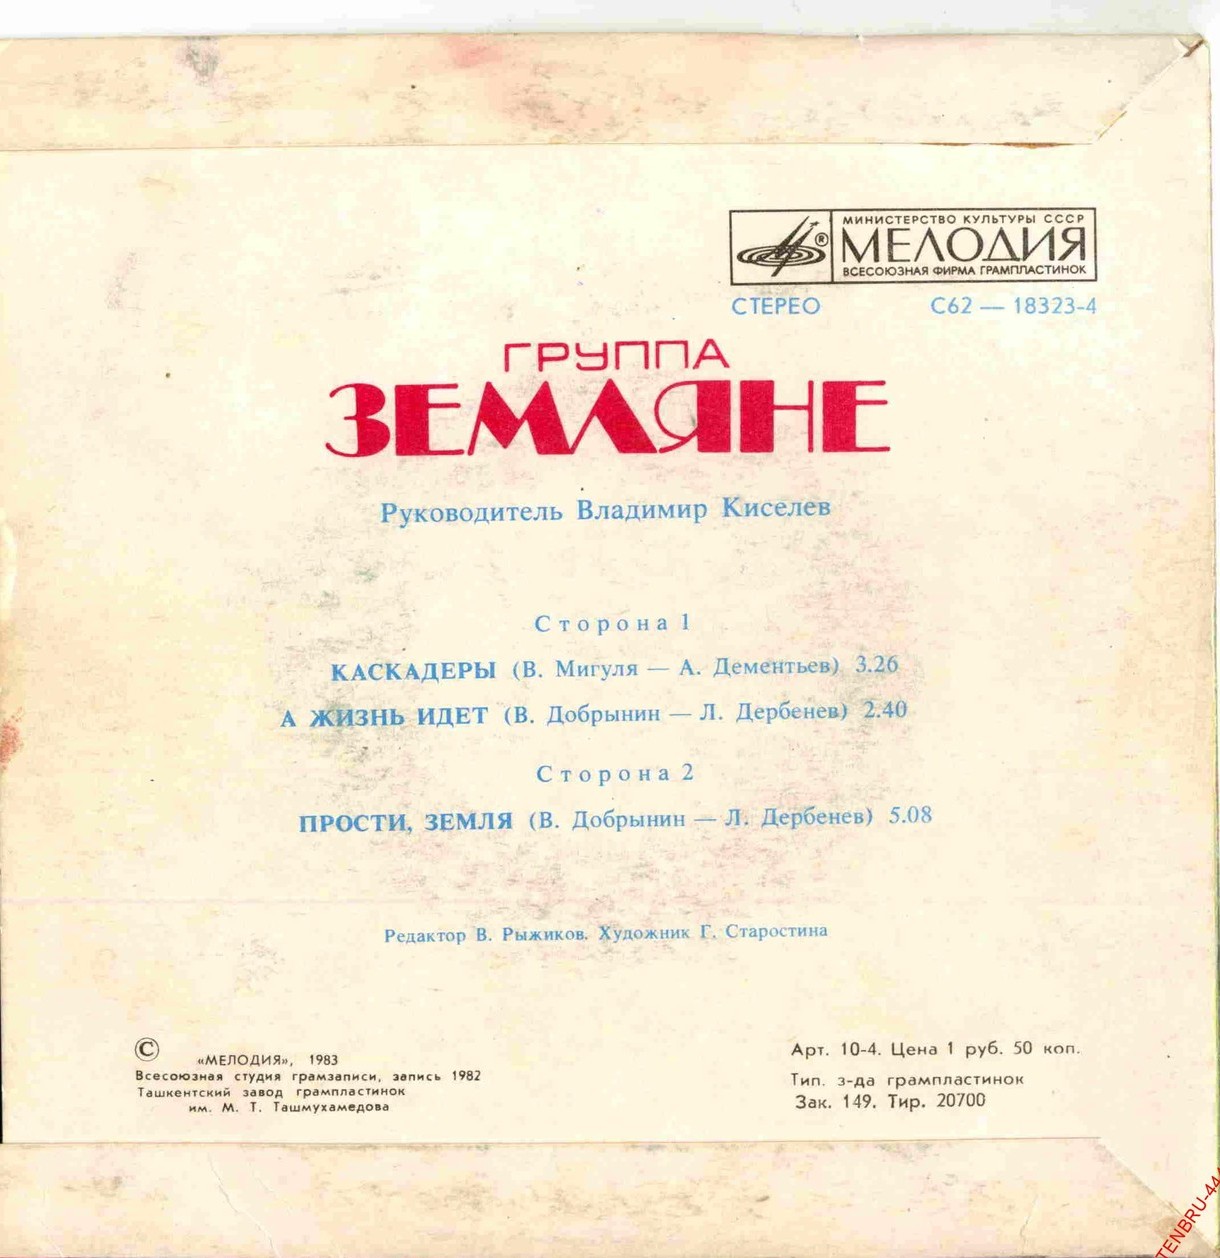 МИНИСТЕРСТВО КУЛЬТУРЫ СССР
МЕЛОДИЯ
®
ВСЕСОЮЗНАЯ ФИРМА ГРАМПЛАСТИНОК
СТЕРЕО С62 — 18323-4
ГРУППА
ЗЕМЛЯНЕ
Руководитель Владимир Киселев
Сторона 1
КАСКАДЕРЫ (В. Мигуля — А. Дементьев) 3.26
А ЖИЗНЬ ИДЕТ (В. Добрынин — Л. Дербенев) 2.40
Сторона 2
ПРОСТИ, ЗЕМЛЯ (В. Добрынин — Л. Дербенев) 5.08
Редактор В. Рыжиков. Художник Г. Старостина
© «МЕЛОДИЯ», 1983
Всесоюзная студия грамзаписи, запись 1982
Ташкентский завод грампластинок
им. М. Т. Ташмухамедова
Арт. 10-4. Цена 1 руб. 50 коп.
Тип. з-да грампластинок
Зак. 149. Тир. 20700